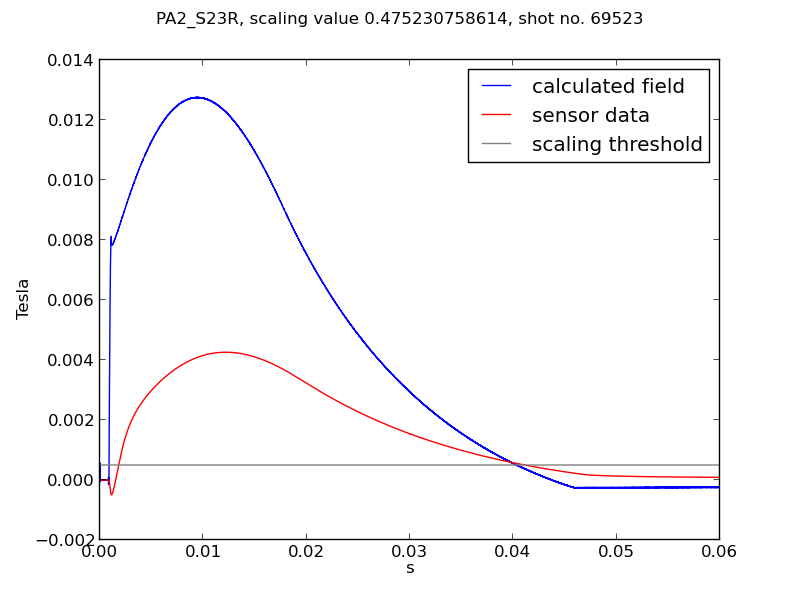 PA2_S23R, scaling value 0.475230758614, shot no. 69523
0.014
0.012
0.010
0.008
0.006
0.004
0.002
0.000
−0.002
Tesla
calculated field
sensor data
scaling threshold
0.00
0.01
0.02
0.03
0.04
0.05
0.06
s